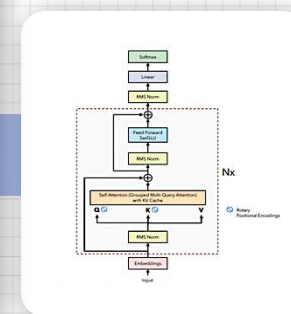 Softmax
Linear
RMS Norm
Feed Forward
SwiGLU
RMS Norm
Nx
Self-Attention (Grouped Multi-Query Attention)
with KV Cache
Q
K
V
Rotary
Positional Encodings
RMS Norm
Embeddings
Input